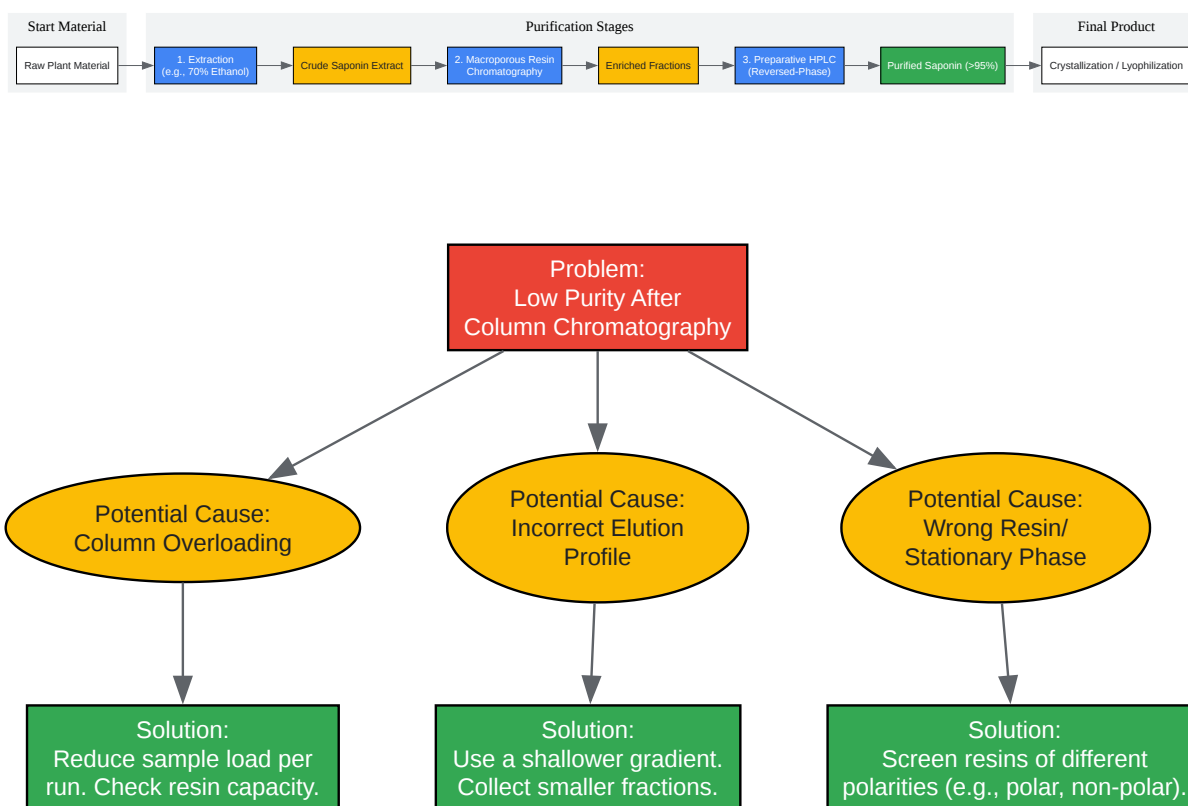 Start Material
Purification Stages
Final Product
Raw Plant Material
1. Extraction
(e.g., 70% Ethanol)
Crude Saponin Extract
2. Macroporous Resin
Chromatography
Enriched Fractions
3. Preparative HPLC
(Reversed-Phase)
Purified Saponin (>95%)
Crystallization / Lyophilization
Problem:
Low Purity After
Column Chromatography
Potential Cause:
Column Overloading
Potential Cause:
Incorrect Elution
Profile
Potential Cause:
Wrong Resin/
Stationary Phase
Solution:
Reduce sample load per
run. Check resin capacity.
Solution:
Use a shallower gradient.
Collect smaller fractions.
Solution:
Screen resins of different
polarities (e.g., polar, non-polar).